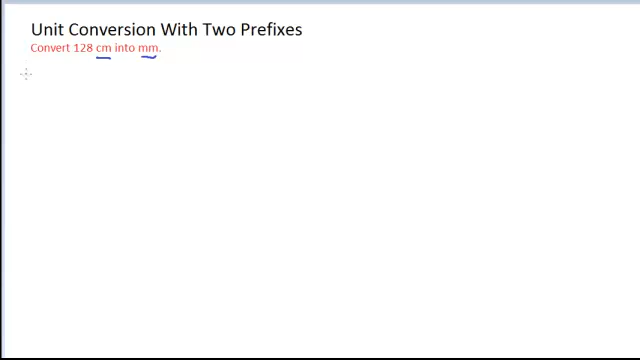 Unit Conversion With Two Prefixes
Convert 128 cm into mm.